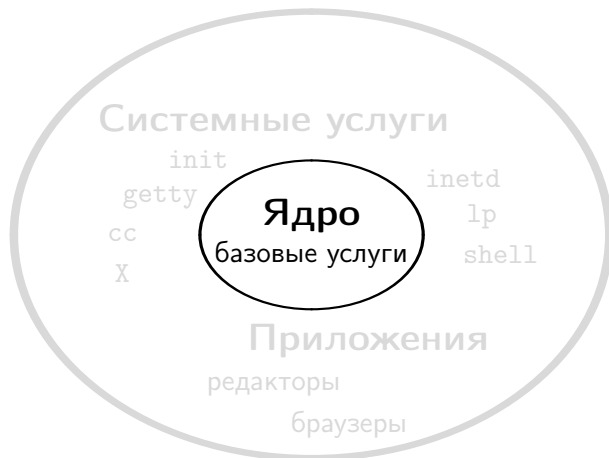 Системные услуги
init
getty
cc
X
inetd
lp
shell
Ядро
базовые услуги
Приложения
редакторы
браузеры